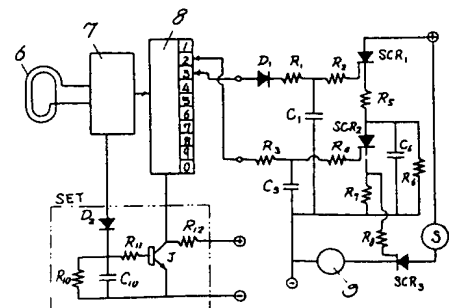 6
7
8
1
2
3
4
5
6
7
8
9
0
D₁
R₁
R₂
SCR₁
⊕
R₅
C₁
SCR₂
R₃
R₄
C₆
R₆
C₃
R₇
R₈
S
⊖
9
SCR₃
SET
D₂
R₁₁
R₁₂
J
R₁₀
C₁₀
⊕
⊖